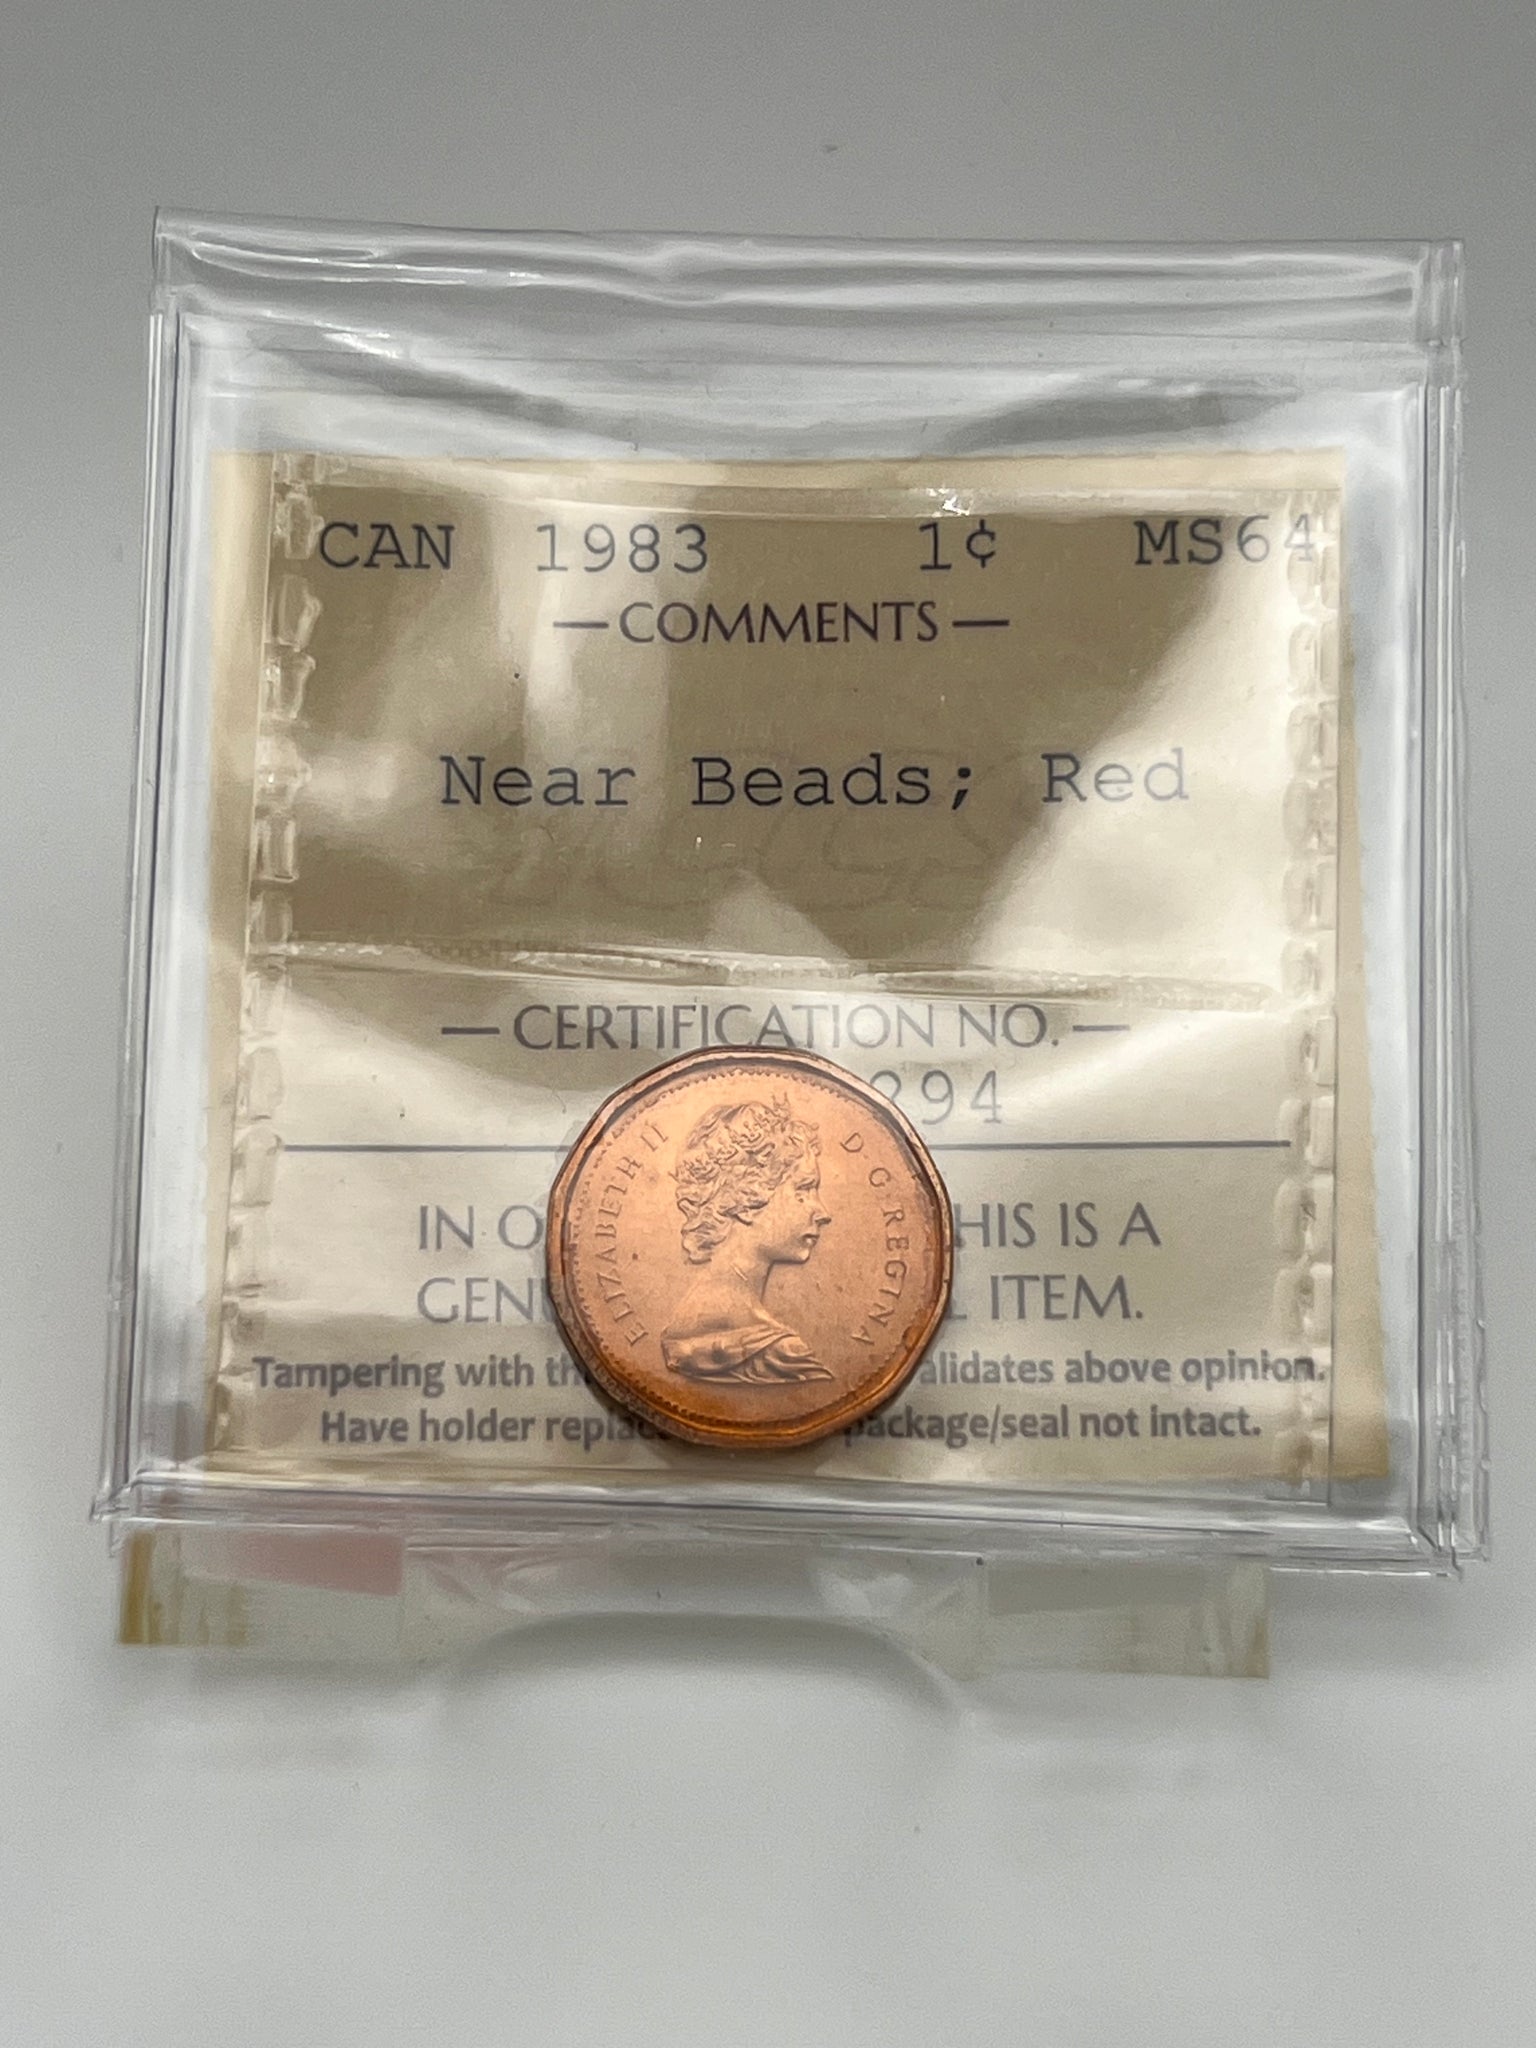 CAN 1983 1¢ MS64
—COMMENTS—
Near Beads; Red
ICCS
—CERTIFICATION NO.—
294
IN O HIS IS A
GENU L ITEM.
Tampering with th alidates above opinion.
Have holder replac package/seal not intact.
ELIZABETH II D·G·REGINA